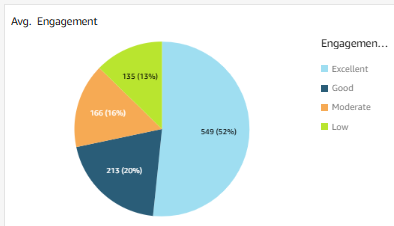 Avg. Engagement
Engagemen...
Excellent
Good
Moderate
Low
135 (13%)
166 (16%)
549 (52%)
213 (20%)